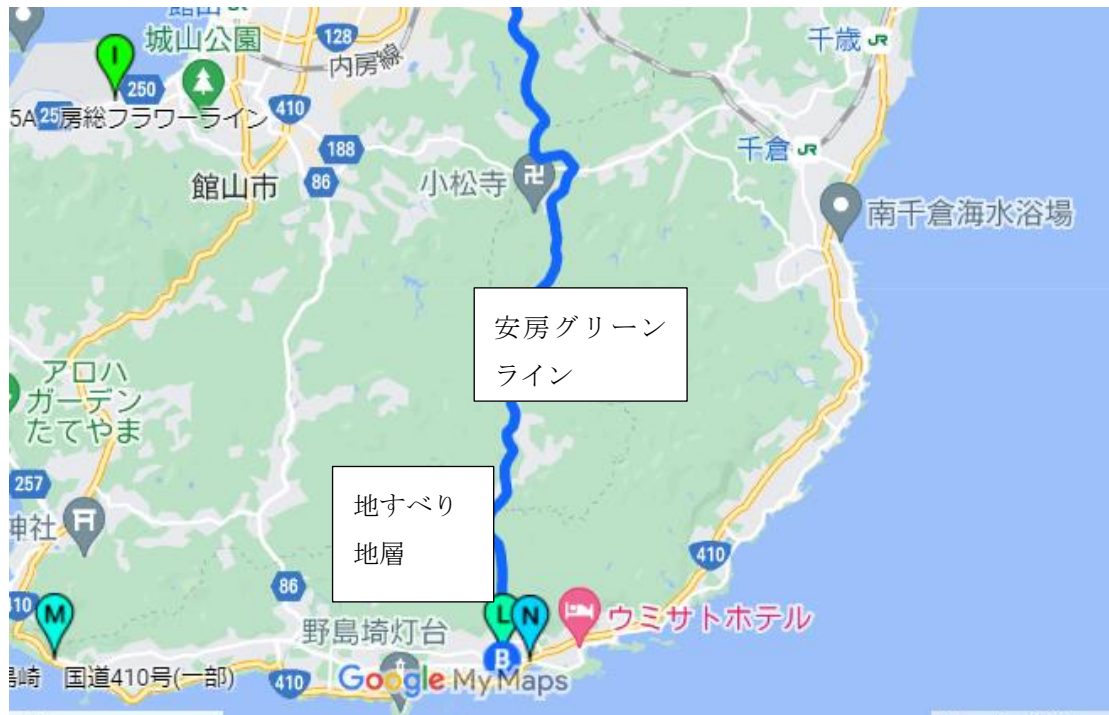 館山
I
城山公園
128
千歳 JR
内房線
250
410
5A
25
房総フラワーライン
188
千倉 JR
館山市
86
小松寺
南千倉海水浴場
安房グリーン
ライン
アロハ
ガーデン
たてやま
257
神社
地すべり
地層
410
86
10
M
L
N
ウミサトホテル
野島埼灯台
B
国道410号(一部)
410
Google My Maps